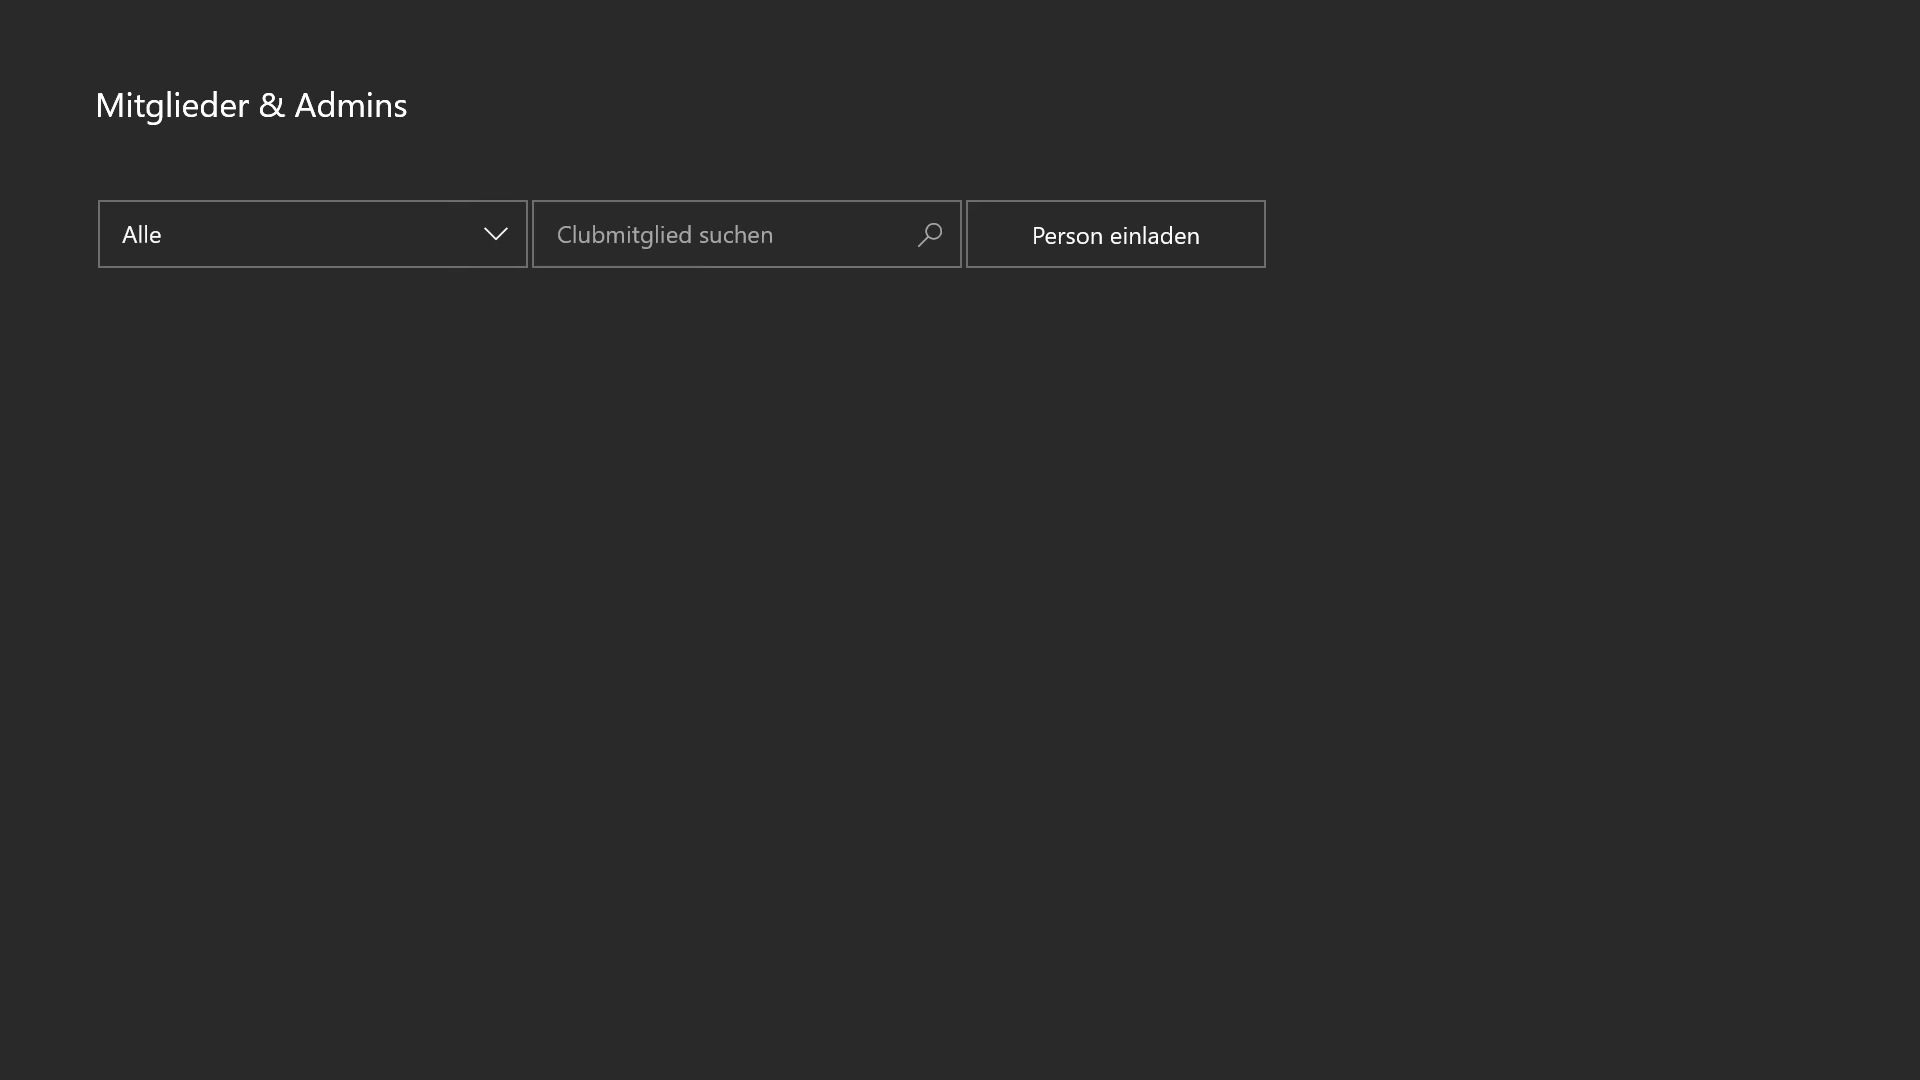 Mitglieder & Admins
Alle
Clubmitglied suchen
Person einladen